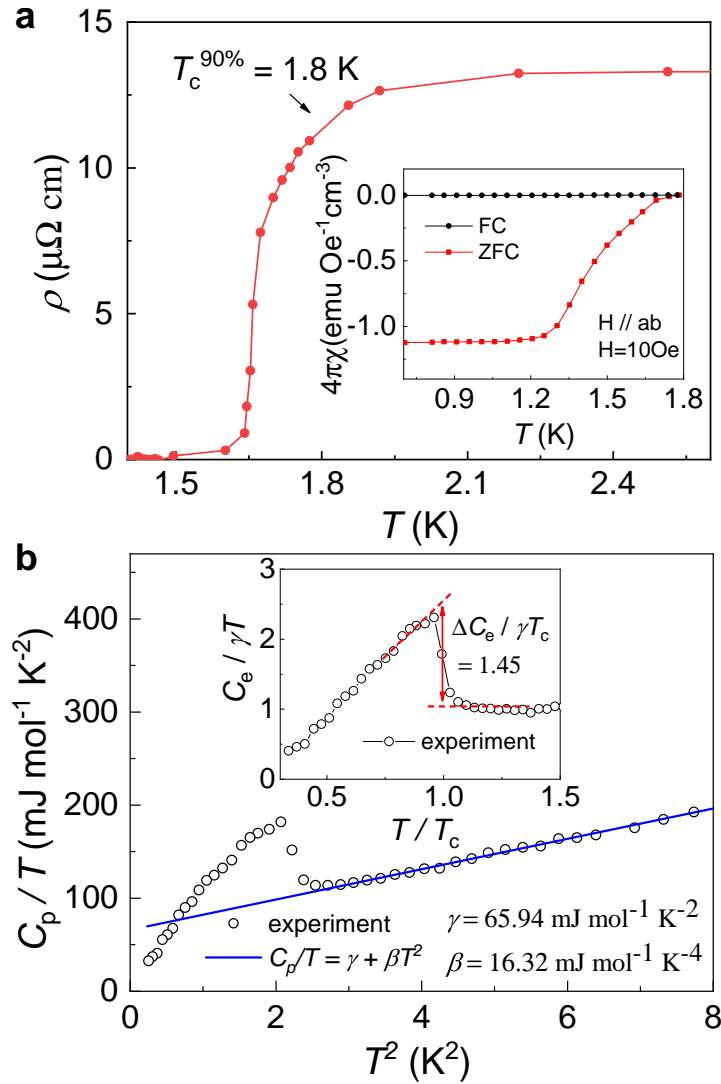 a
15
10
5
0
ρ (μΩ cm)
T_c^90% = 1.8 K
0.0
-0.5
-1.0
4πχ(emu Oe⁻¹cm⁻³)
FC
ZFC
H // ab
H=10Oe
0.9 1.2 1.5 1.8
T (K)
1.5 1.8 2.1 2.4
T (K)
b
400
300
200
100
0
C_p / T (mJ mol⁻¹ K⁻²)
3
2
1
0
C_e / γT
ΔC_e / γT_c
= 1.45
experiment
0.5 1.0 1.5
T / T_c
experiment
C_p/T = γ + βT²
γ = 65.94 mJ mol⁻¹ K⁻²
β = 16.32 mJ mol⁻¹ K⁻⁴
0 2 4 6 8
T² (K²)